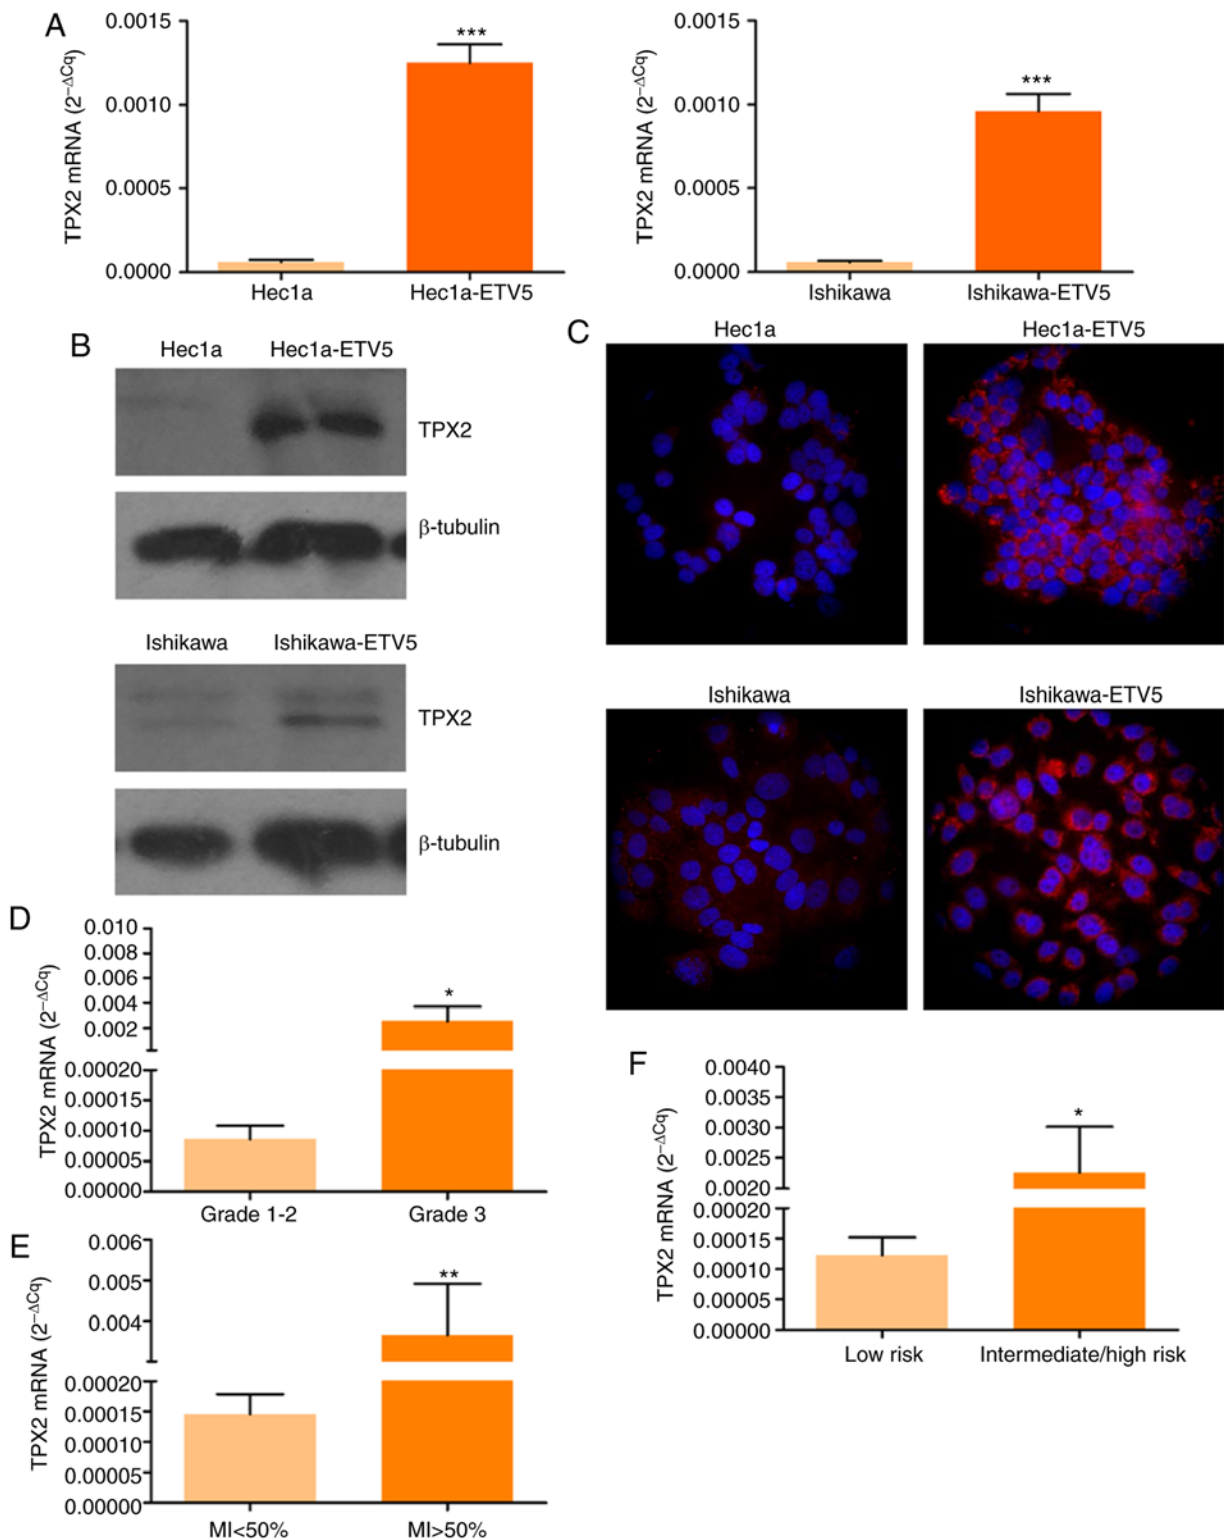 A
TPX2 mRNA (2⁻ΔCq)
0.0015
0.0010
0.0005
0.0000
***
Hec1a
Hec1a-ETV5
TPX2 mRNA (2⁻ΔCq)
0.0015
0.0010
0.0005
0.0000
***
Ishikawa
Ishikawa-ETV5
B
Hec1a
Hec1a-ETV5
TPX2
β-tubulin
Ishikawa
Ishikawa-ETV5
TPX2
β-tubulin
C
Hec1a
Hec1a-ETV5
Ishikawa
Ishikawa-ETV5
D
TPX2 mRNA (2⁻ΔCq)
0.010
0.008
0.006
0.004
0.002
0.00020
0.00015
0.00010
0.00005
0.00000
*
Grade 1-2
Grade 3
E
TPX2 mRNA (2⁻ΔCq)
0.006
0.005
0.004
0.003
0.00020
0.00015
0.00010
0.00005
0.00000
**
MI<50%
MI>50%
F
TPX2 mRNA (2⁻ΔCq)
0.0040
0.0035
0.0030
0.0025
0.0020
0.00020
0.00015
0.00010
0.00005
0.00000
*
Low risk
Intermediate/high risk